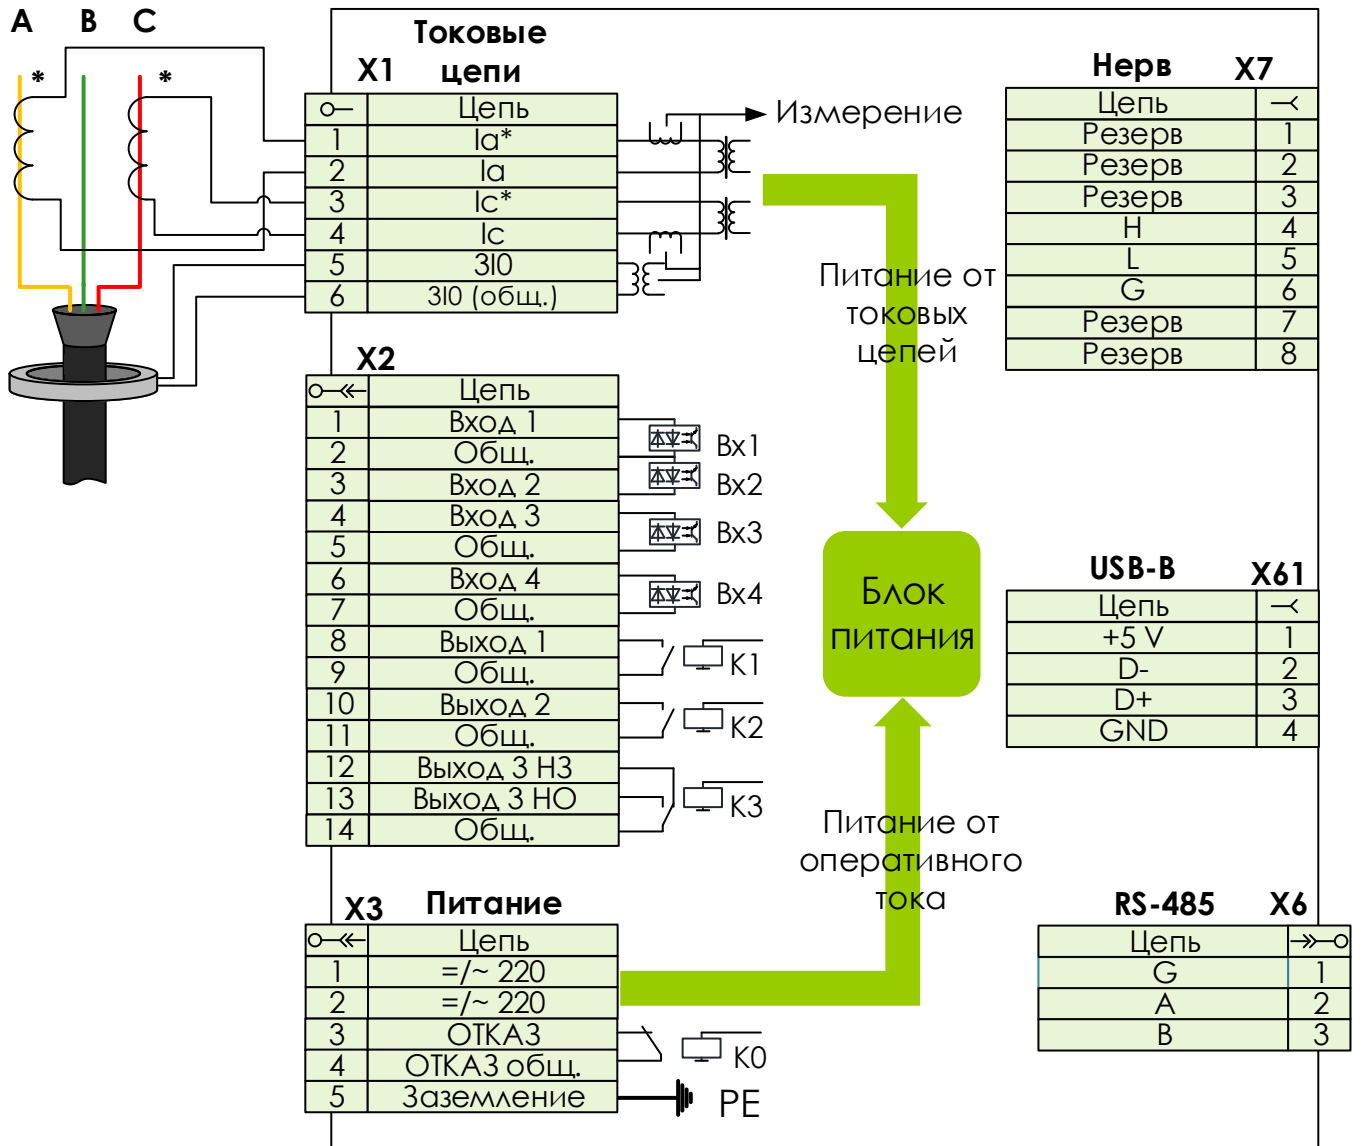 A B C
* *
Токовые
цепи
X1
Цепь
1 Ia*
2 Ia
3 Ic*
4 Ic
5 3I0
6 3I0 (общ.)
Измерение
Питание от
токовых
цепей
Нерв X7
Цепь
Резерв 1
Резерв 2
Резерв 3
H 4
L 5
G 6
Резерв 7
Резерв 8
X2
Цепь
1 Вход 1
2 Общ.
3 Вход 2
4 Вход 3
5 Общ.
6 Вход 4
7 Общ.
8 Выход 1
9 Общ.
10 Выход 2
11 Общ.
12 Выход 3 НЗ
13 Выход 3 НО
14 Общ.
Вх1
Вх2
Вх3
Вх4
К1
К2
К3
Блок
питания
USB-B X61
Цепь
+5 V 1
D- 2
D+ 3
GND 4
Питание от
оперативного
тока
X3 Питание
Цепь
1 =/~ 220
2 =/~ 220
3 ОТКАЗ
4 ОТКАЗ общ.
5 Заземление
К0
PE
RS-485 X6
Цепь
G 1
A 2
B 3